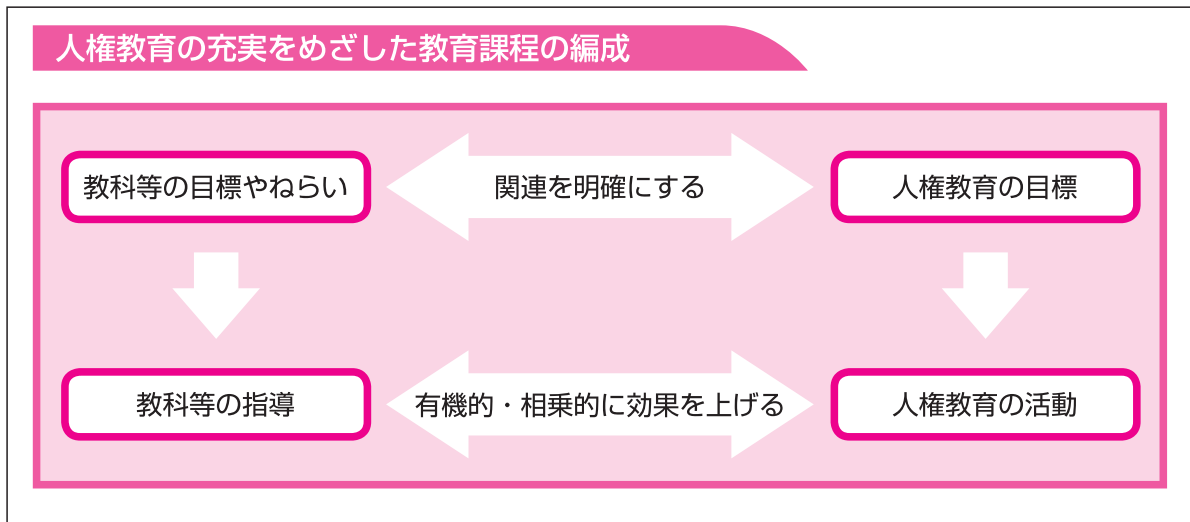 人権教育の充実をめざした教育課程の編成
教科等の目標やねらい
関連を明確にする
人権教育の目標
教科等の指導
有機的・相乗的に効果を上げる
人権教育の活動